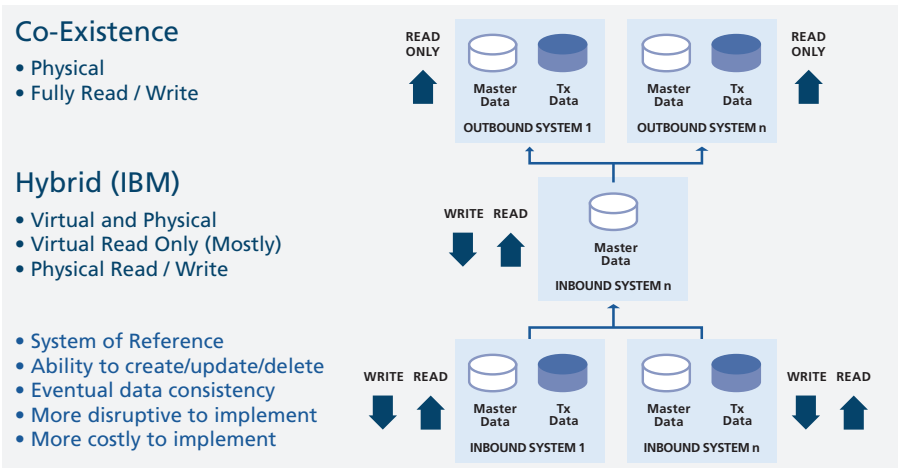 Co-Existence
• Physical
• Fully Read / Write
Hybrid (IBM)
• Virtual and Physical
• Virtual Read Only (Mostly)
• Physical Read / Write
• System of Reference
• Ability to create/update/delete
• Eventual data consistency
• More disruptive to implement
• More costly to implement
READ
ONLY
Master
Data
Tx
Data
OUTBOUND SYSTEM 1
Master
Data
Tx
Data
OUTBOUND SYSTEM n
READ
ONLY
WRITE READ
Master
Data
INBOUND SYSTEM n
WRITE READ
Master
Data
Tx
Data
INBOUND SYSTEM 1
Master
Data
Tx
Data
INBOUND SYSTEM n
WRITE READ